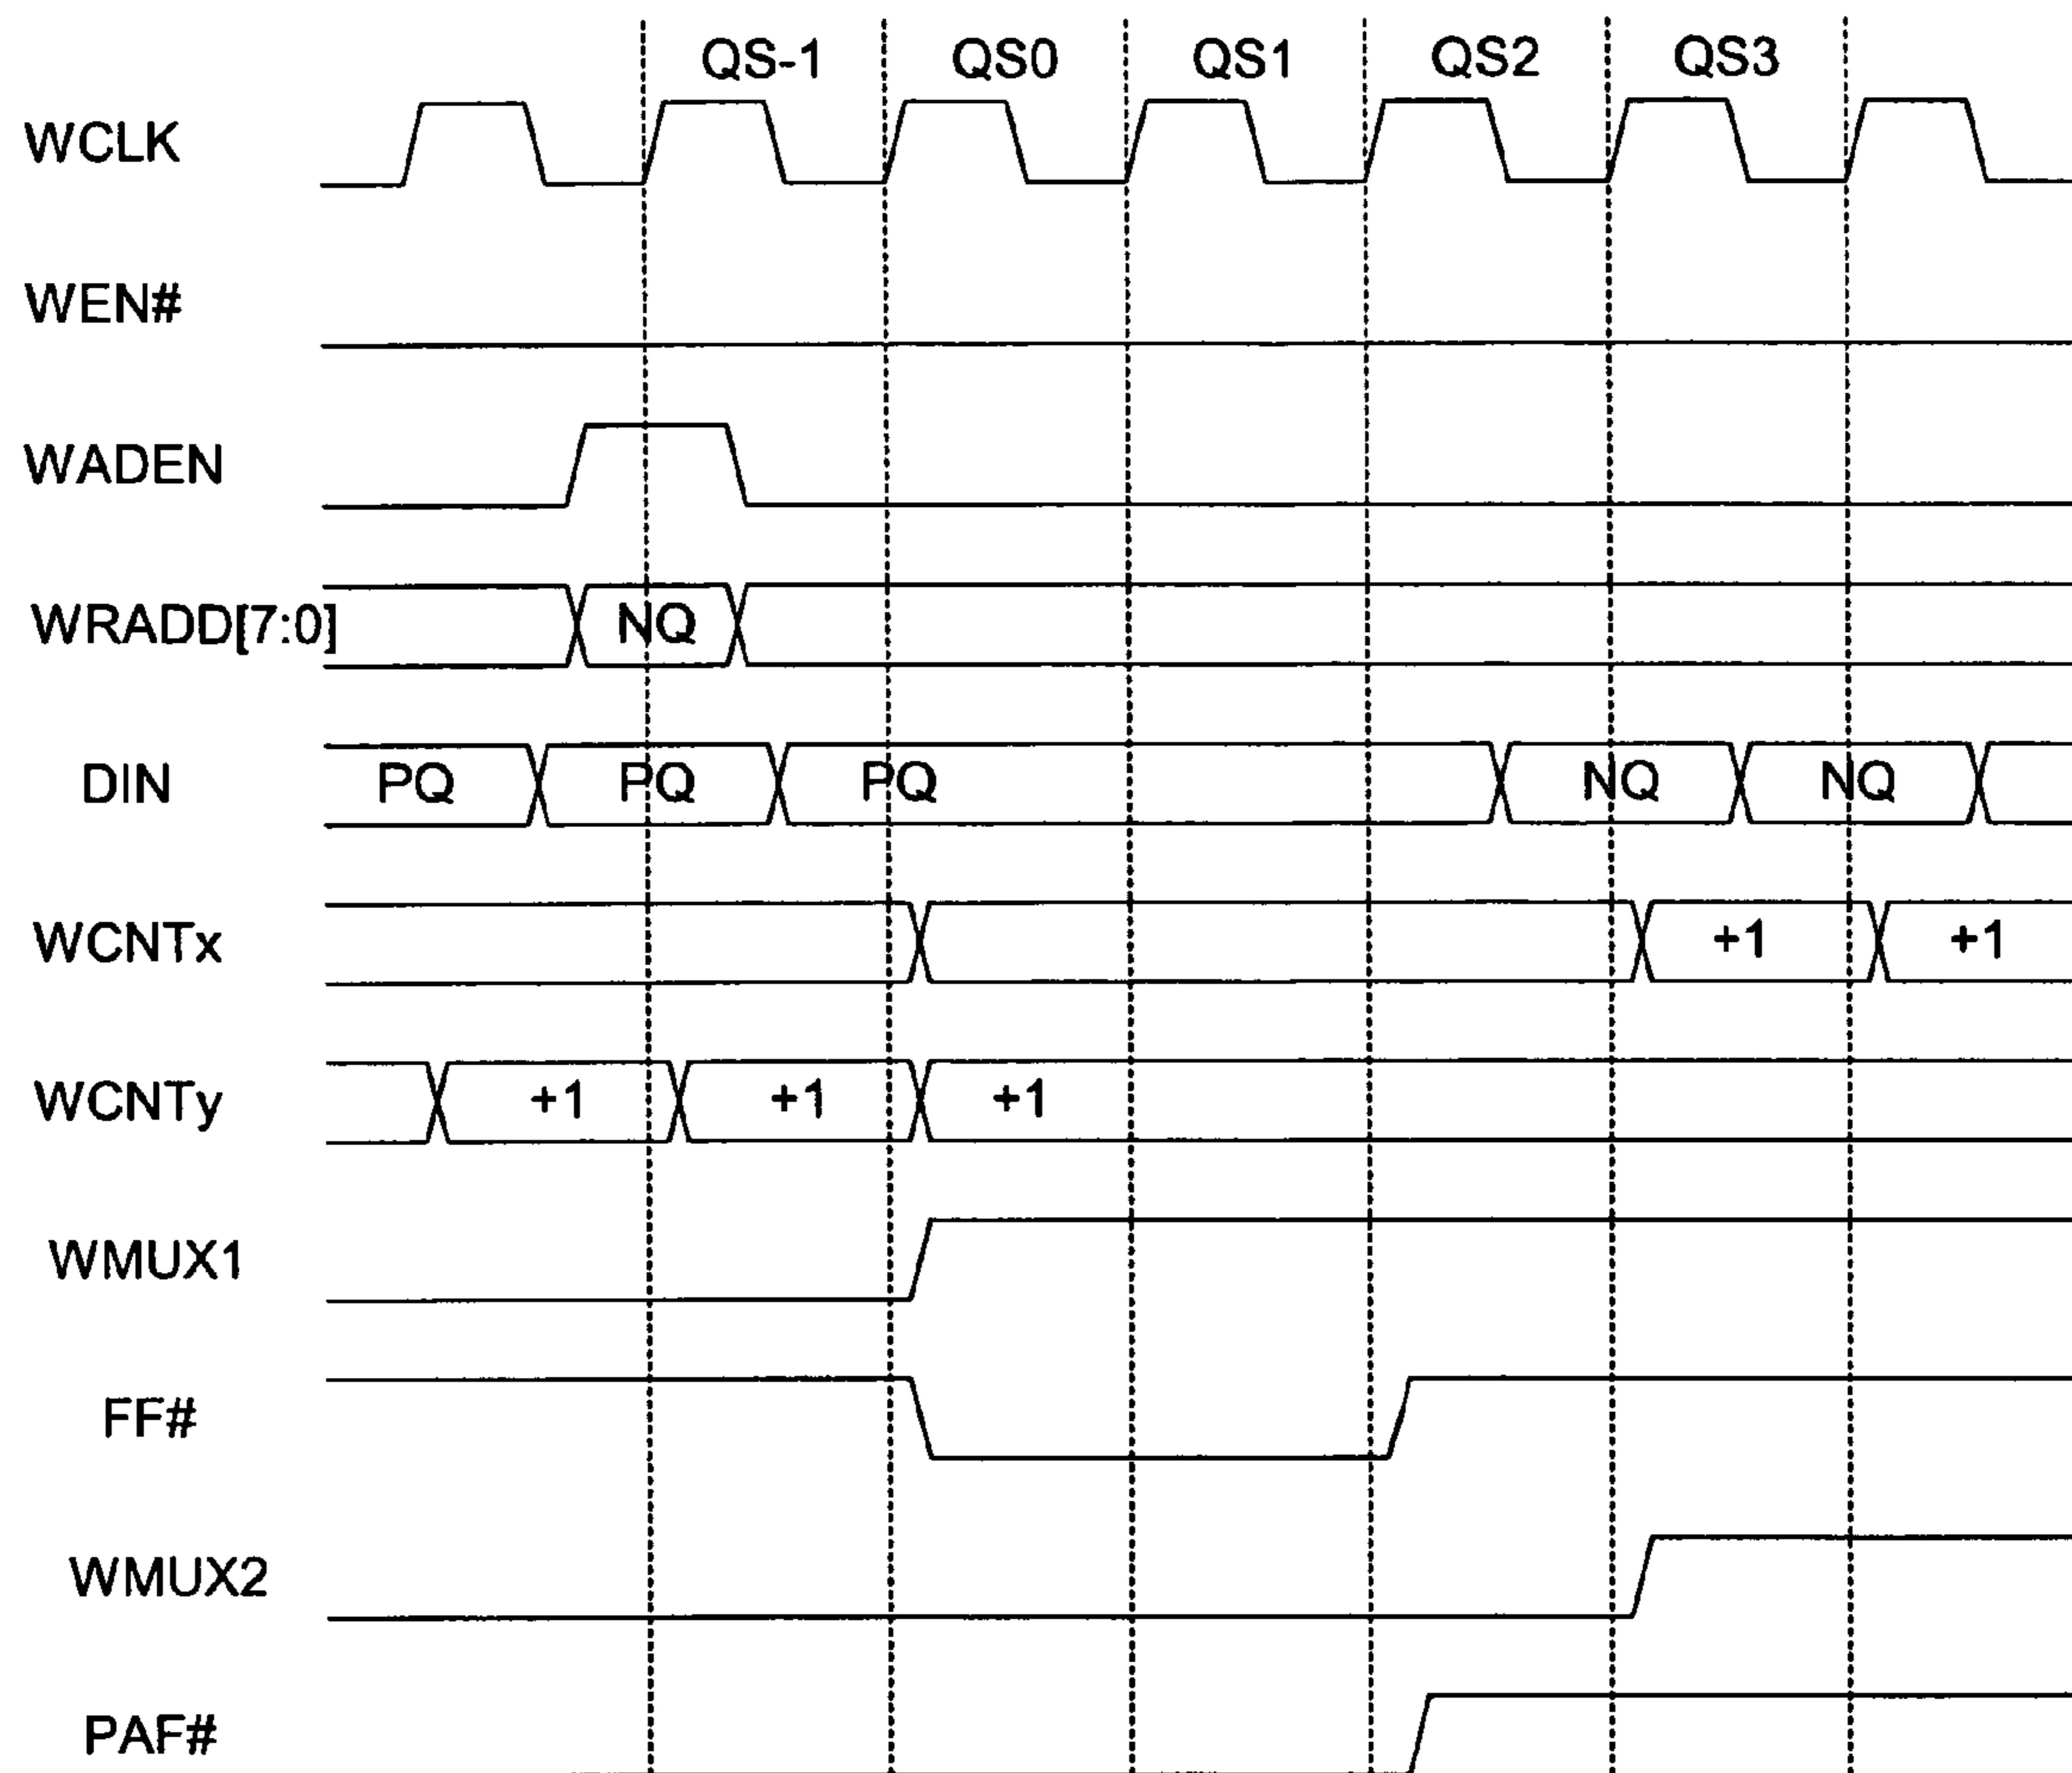 QS-1 QS0 QS1 QS2 QS3
WCLK
WEN#
WADEN
WRADD[7:0] NQ
DIN PQ PQ PQ NQ NQ
WCNTx +1 +1
WCNTy +1 +1 +1
WMUX1
FF#
WMUX2
PAF#